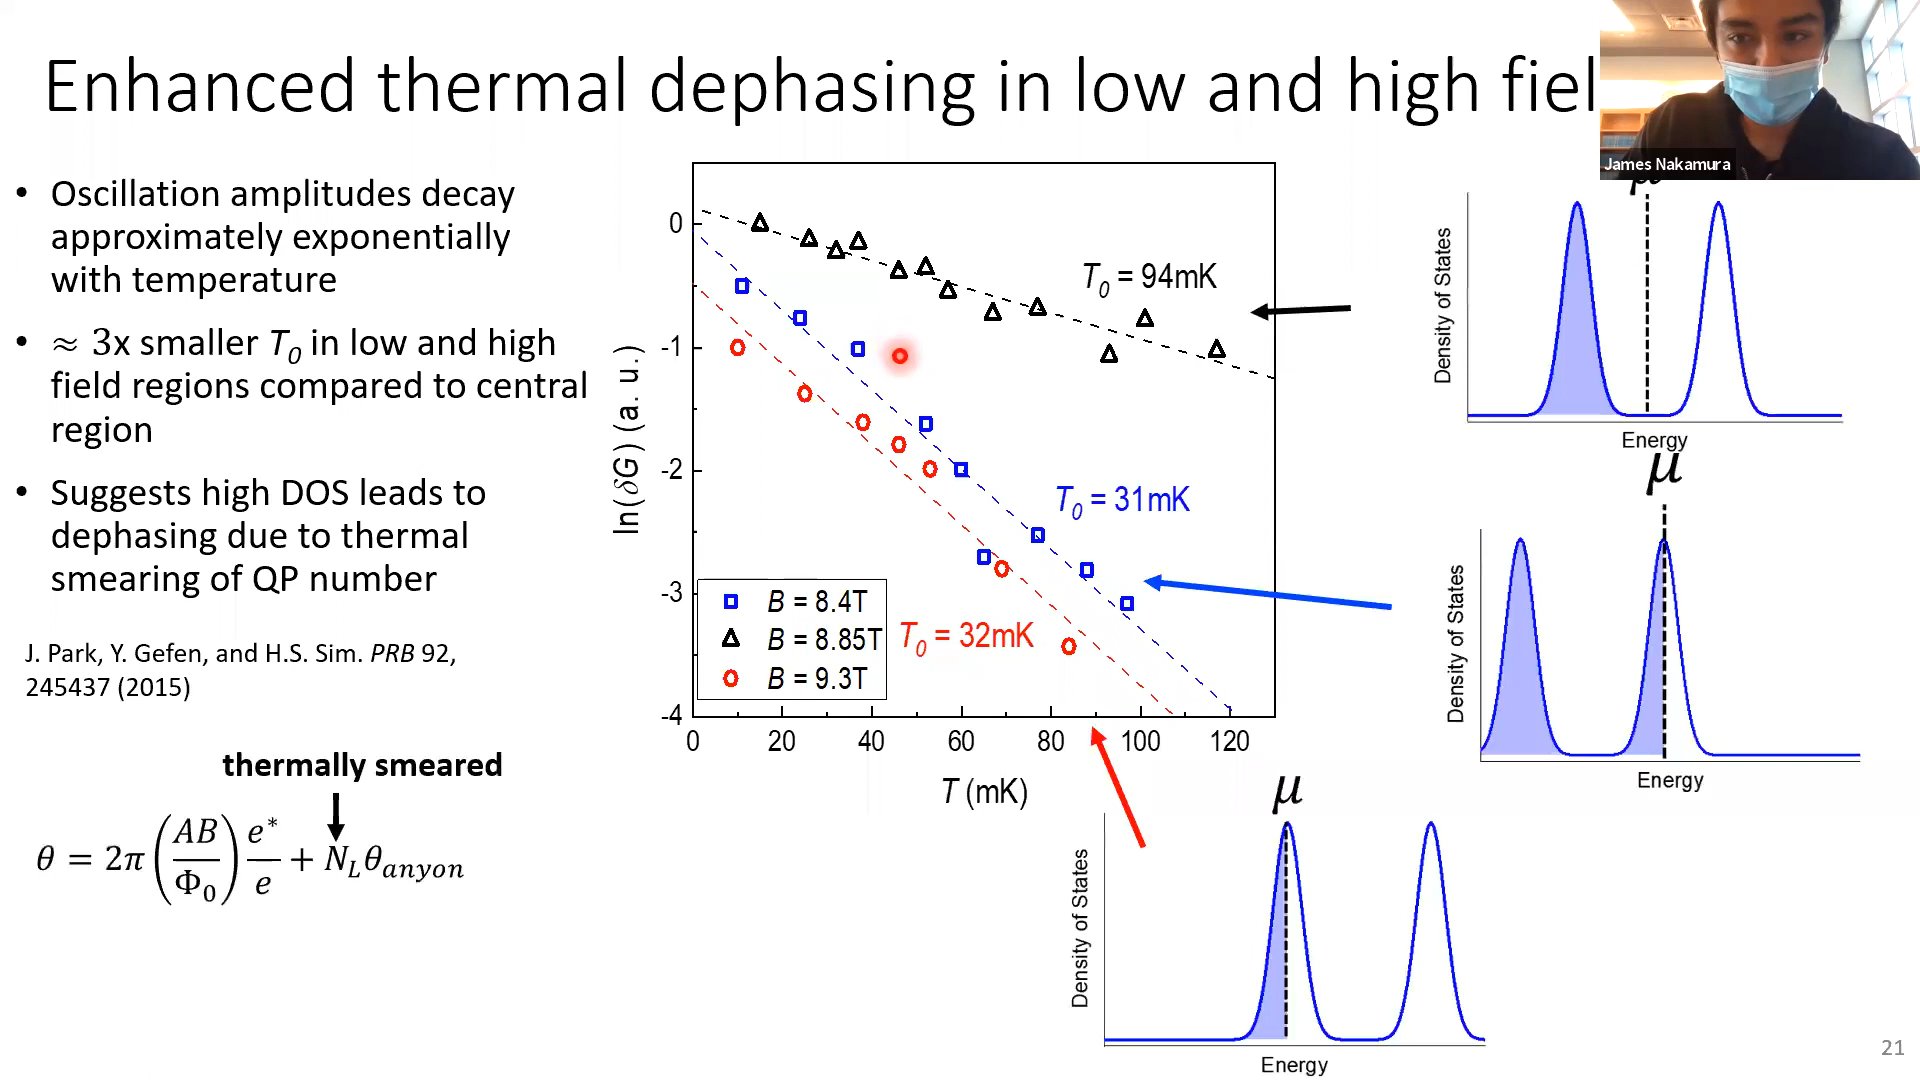 Enhanced thermal dephasing in low and high fiel
James Nakamura
• Oscillation amplitudes decay
approximately exponentially
with temperature
• ≈ 3x smaller T₀ in low and high
field regions compared to central
region
• Suggests high DOS leads to
dephasing due to thermal
smearing of QP number
J. Park, Y. Gefen, and H.S. Sim. PRB 92,
245437 (2015)
thermally smeared
θ = 2π (AB/Φ₀) e*/e + N_L θ_anyon
ln(δG) (a. u.)
0
-1
-2
-3
-4
T₀ = 94mK
T₀ = 31mK
T₀ = 32mK
B = 8.4T
B = 8.85T
B = 9.3T
0 20 40 60 80 100 120
T (mK)
Density of States
Energy
μ
Density of States
Energy
μ
Density of States
Energy
21